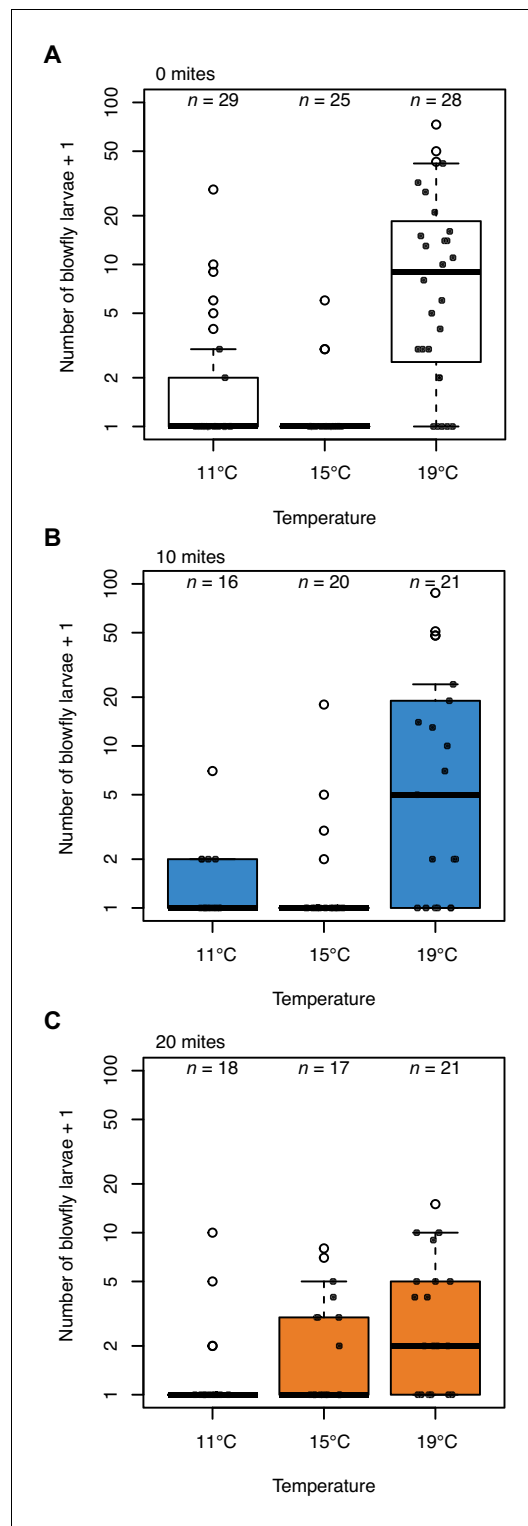 A
0 mites
n = 29 n = 25 n = 28
Number of blowfly larvae + 1
100
50
20
10
5
2
1
11°C 15°C 19°C
Temperature
B
10 mites
n = 16 n = 20 n = 21
Number of blowfly larvae + 1
100
50
20
10
5
2
1
11°C 15°C 19°C
Temperature
C
20 mites
n = 18 n = 17 n = 21
Number of blowfly larvae + 1
100
50
20
10
5
2
1
11°C 15°C 19°C
Temperature